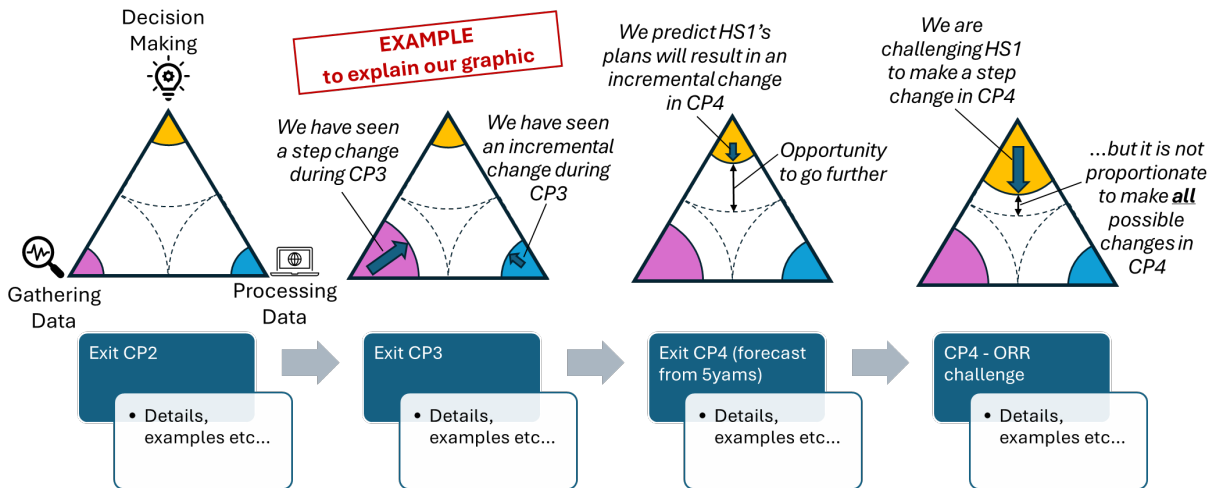 Decision
Making
EXAMPLE
to explain our graphic
We predict HS1's
plans will result in an
incremental change
in CP4
We are
challenging HS1
to make a step
change in CP4
We have seen
a step change
during CP3
We have seen
an incremental
change during
CP3
Opportunity
to go further
...but it is not
proportionate
to make all
possible
changes in
CP4
Gathering
Data
Processing
Data
Exit CP2
• Details,
examples etc...
Exit CP3
• Details,
examples etc...
Exit CP4 (forecast
from 5yams)
• Details,
examples etc...
CP4 - ORR
challenge
• Details,
examples etc...